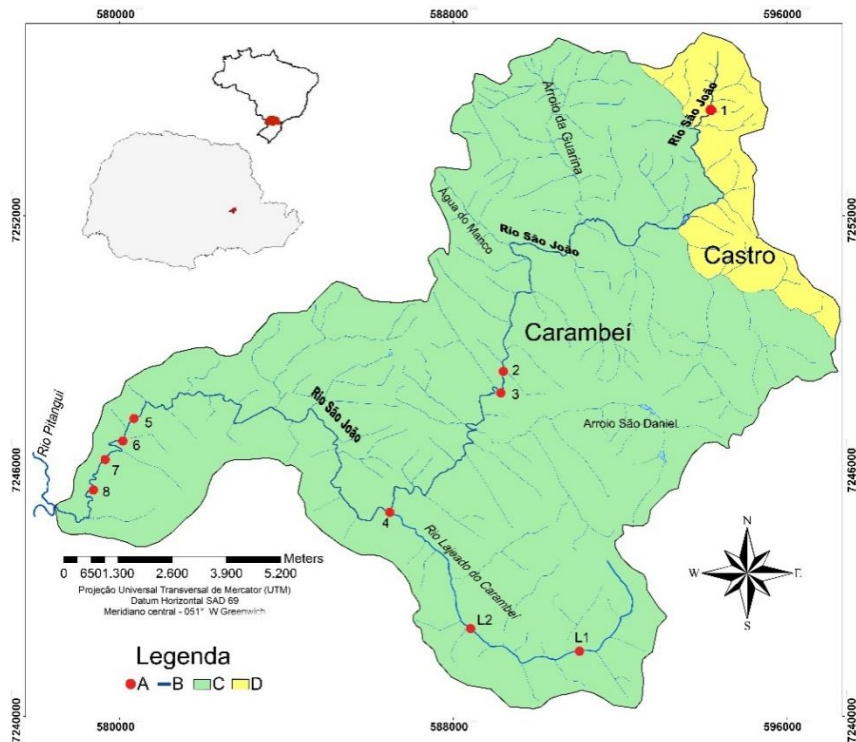 580000 588000 596000
Rio São João
1
Arroio da Guarina
Água do Manco
7252000 7252000
Rio São João
Castro
Carambeí
2
3
Rio São João
Arroio São Daniel
5
6
7
8
Rio Pitangui
7246000 7246000
4
Rio Lajeado do Carambeí
L2
L1
N
W E
S
Meters
0 650 1.300 2.600 3.900 5.200
Projeção Universal Transversal de Mercator (UTM)
Datum Horizontal SAD 69
Meridiano central - 051° W Greenwich
Legenda
A B C D
7240000 7240000
580000 588000 596000